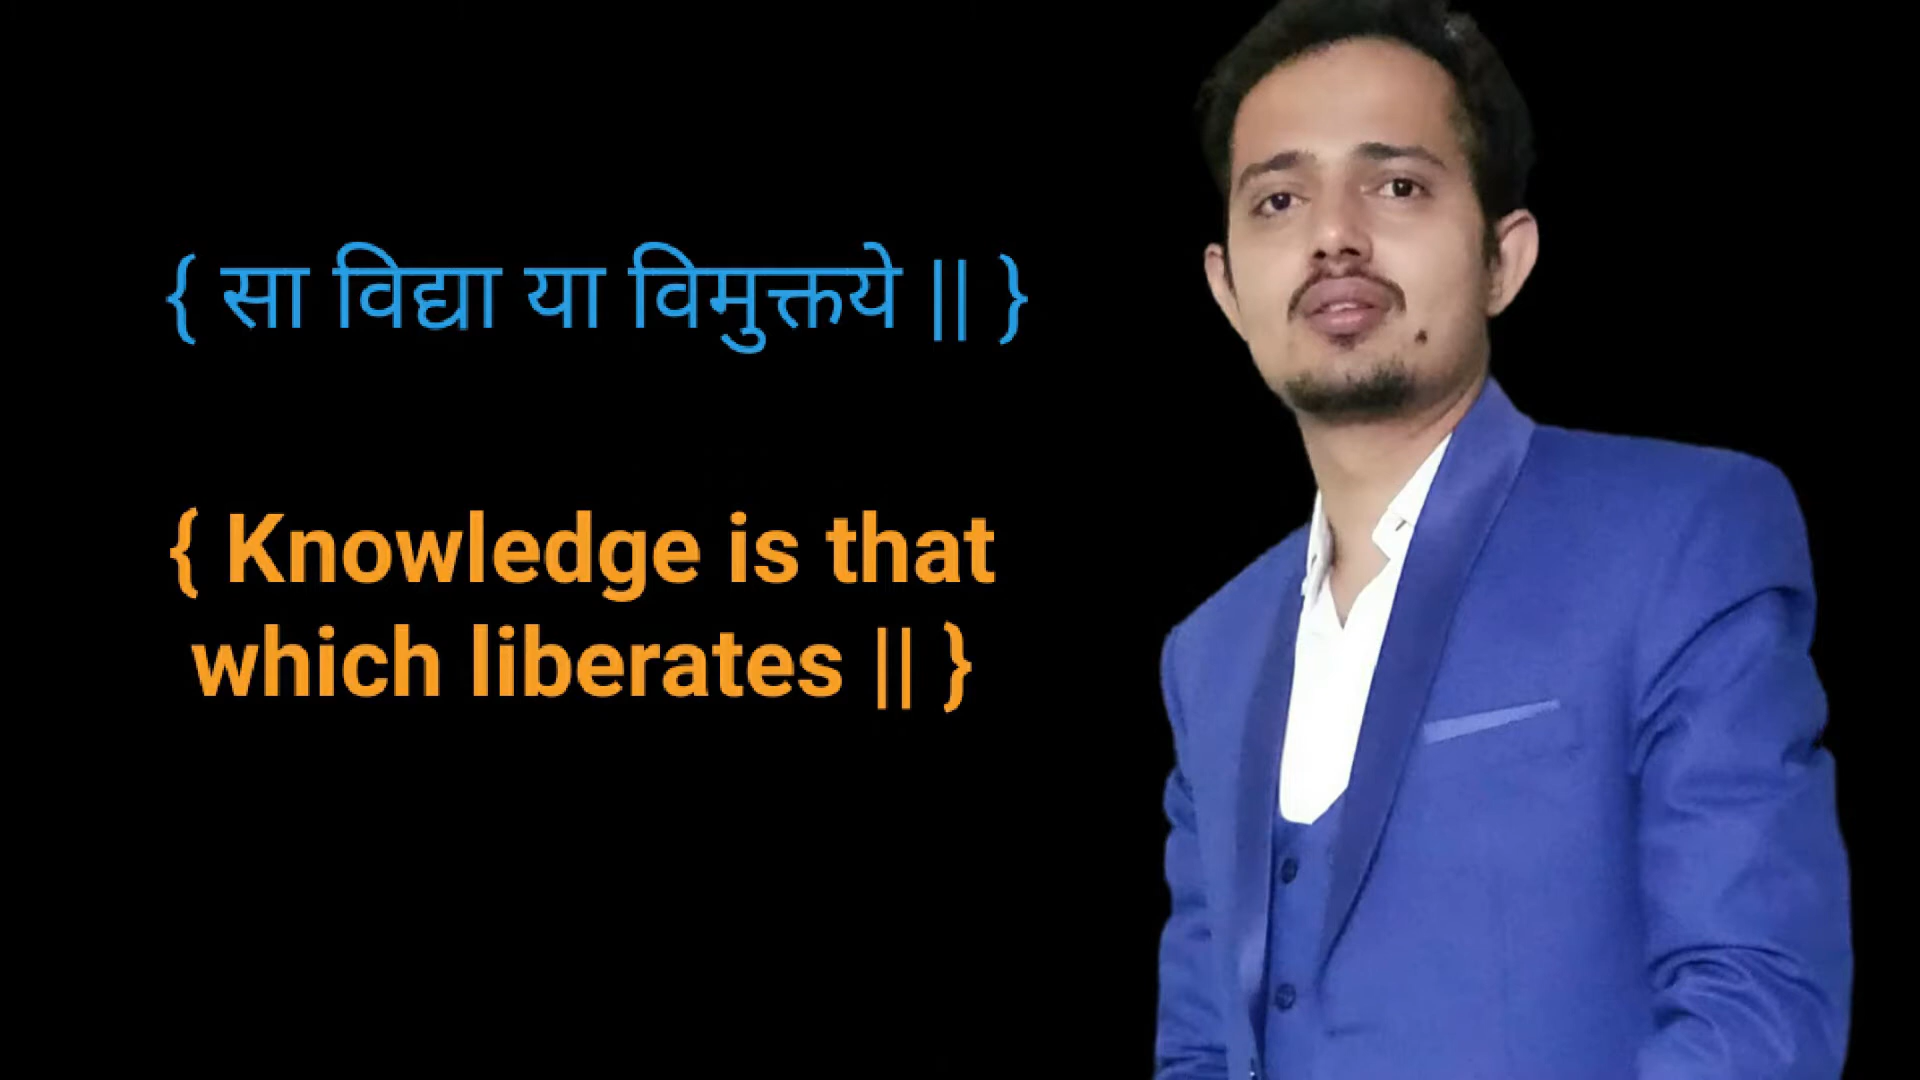 { सा विद्या या विमुक्तये || }
{ Knowledge is that
which liberates || }